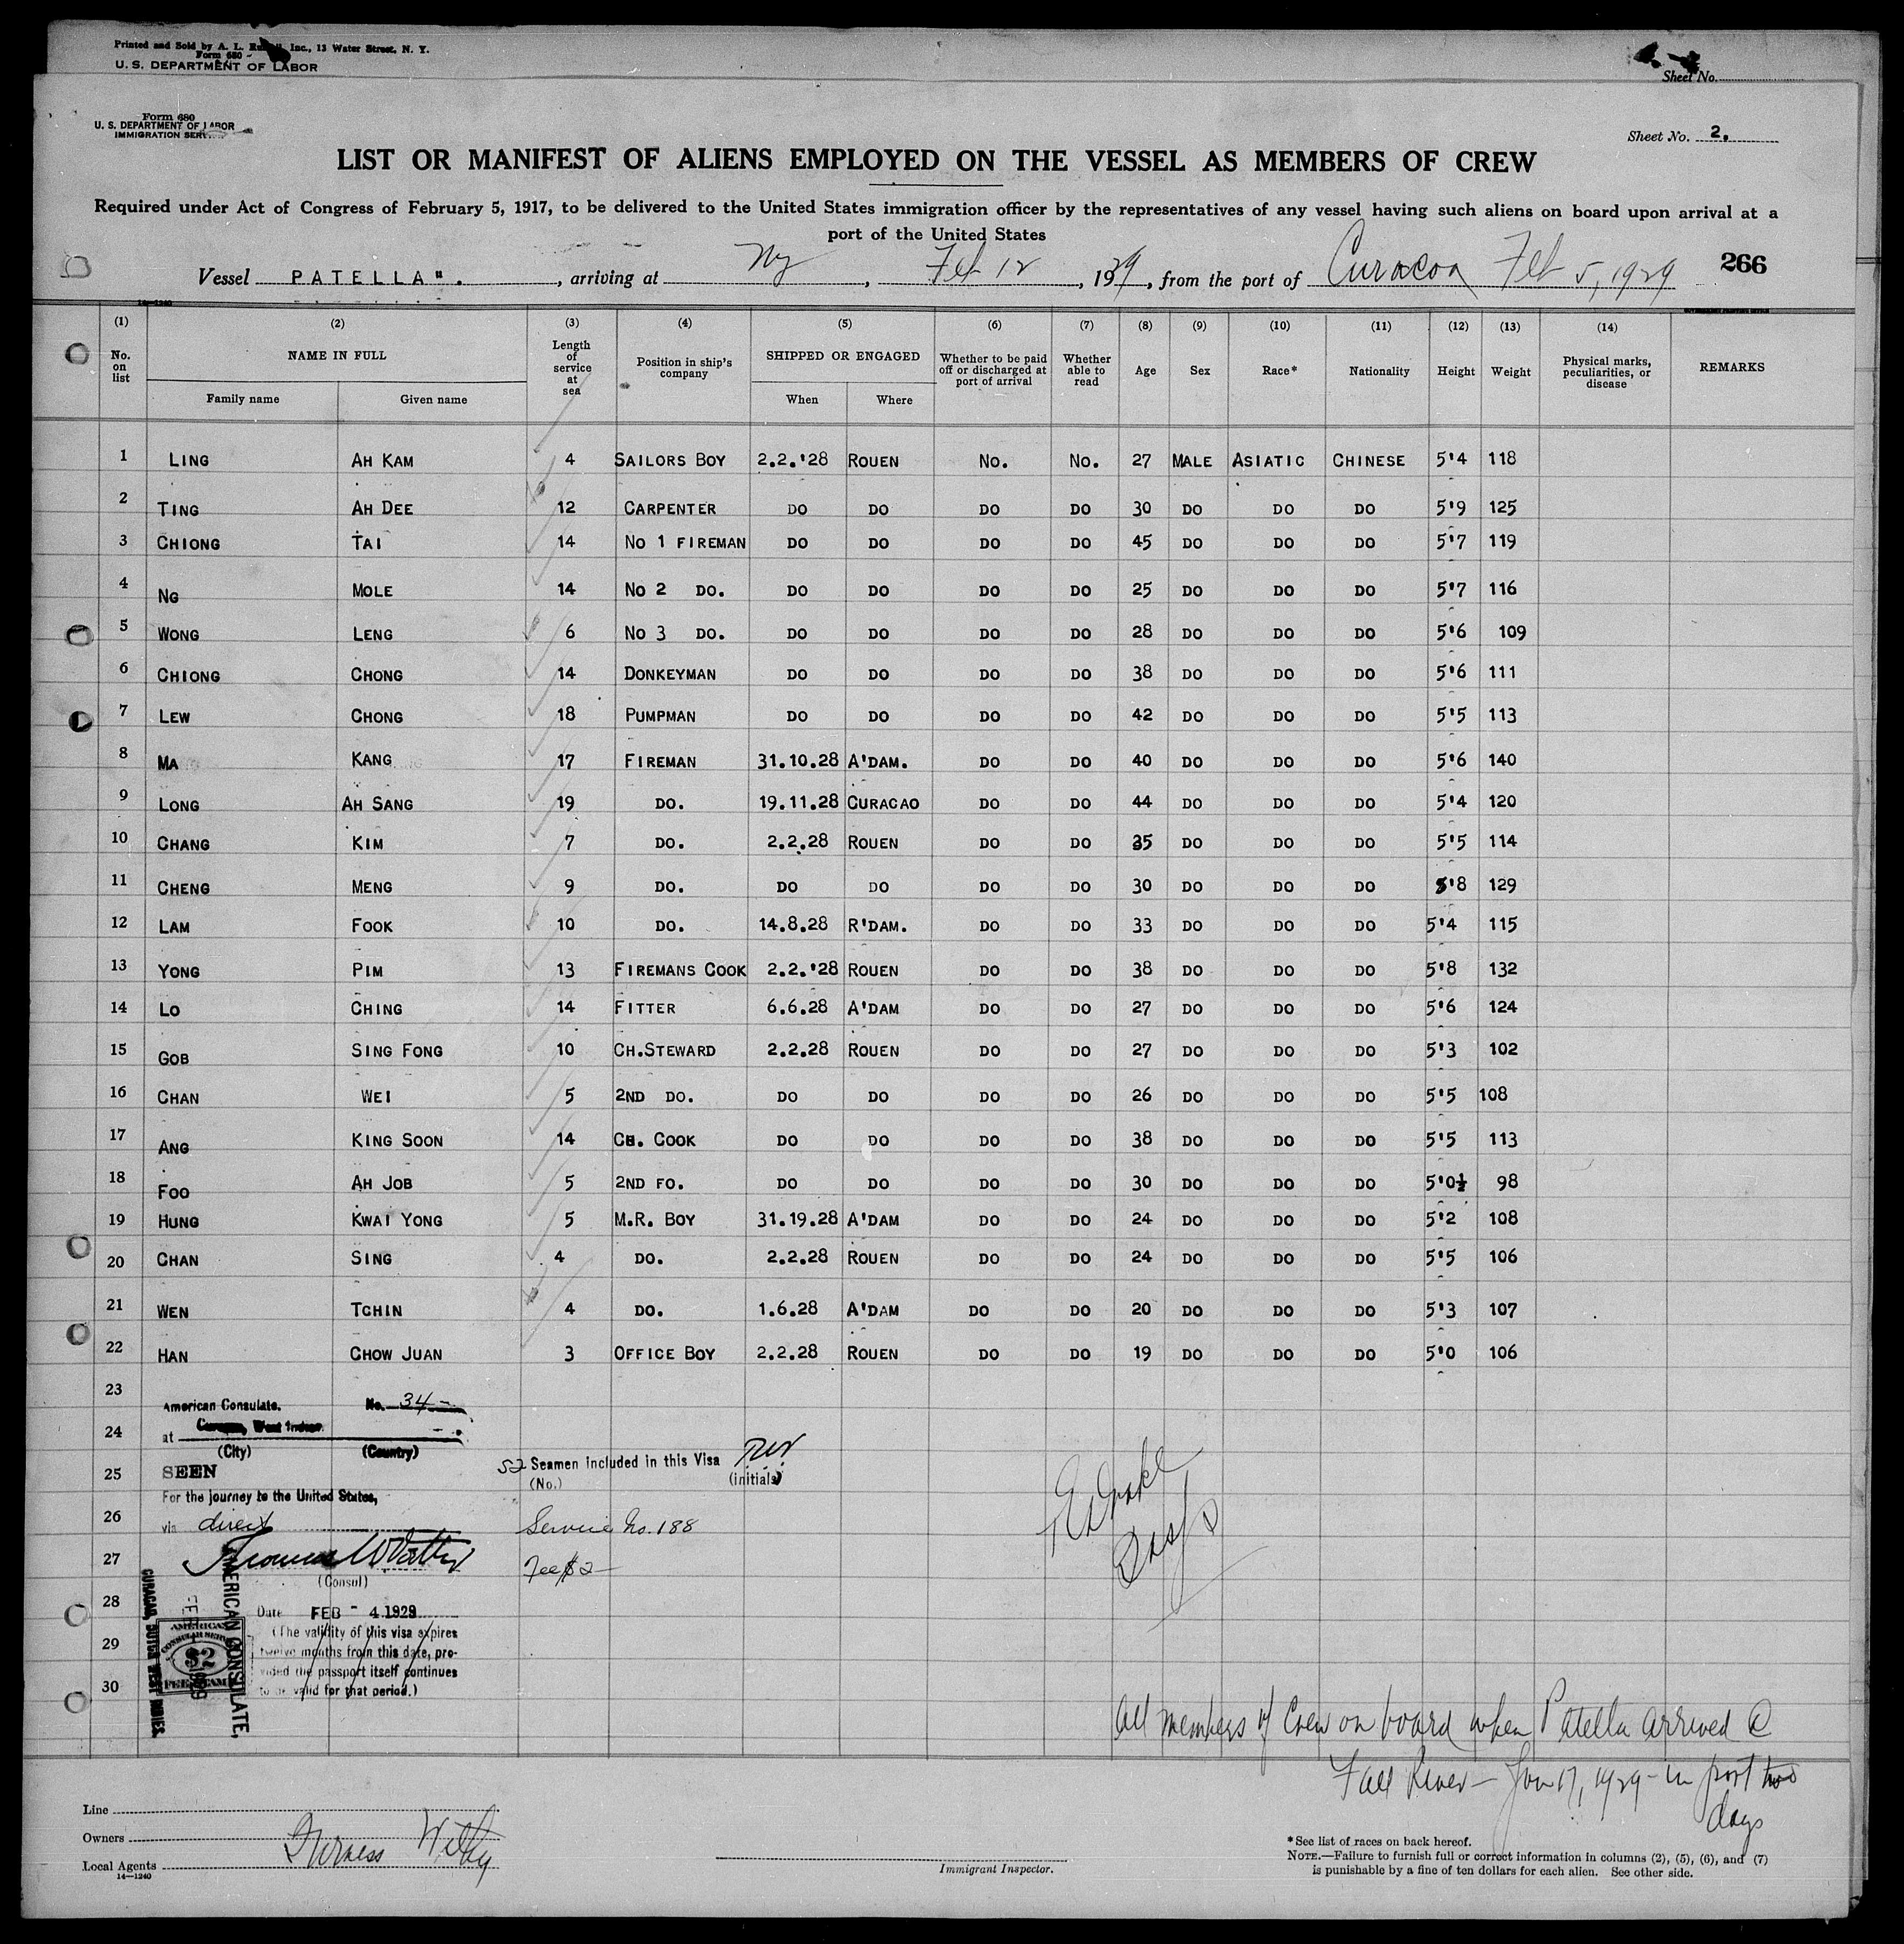 Printed and Sold by A. L. Inc., 13 Water Street, N. Y.
Form 680
U. S. DEPARTMENT OF LABOR
Sheet No.
Form 680
U. S. DEPARTMENT OF LABOR
IMMIGRATION
Sheet No. 2.
LIST OR MANIFEST OF ALIENS EMPLOYED ON THE VESSEL AS MEMBERS OF CREW
Required under Act of Congress of February 5, 1917, to be delivered to the United States immigration officer by the representatives of any vessel having such aliens on board upon arrival at a
port of the United States
Vessel PATELLA". , arriving at Ny , Feb 12 , 1929, from the port of Curacoa Feb 5, 1929 266
(1) (2) (3) (4) (5) (6) (7) (8) (9) (10) (11) (12) (13) (14)
No. on list NAME IN FULL Family name Given name Length of service at sea Position in ship's company SHIPPED OR ENGAGED When Where Whether to be paid off or discharged at port of arrival Whether able to read Age Sex Race* Nationality Height Weight Physical marks, peculiarities, or disease REMARKS
1 LING AH KAM 4 SAILORS BOY 2.2.'28 ROUEN No. No. 27 MALE ASIATIC CHINESE 5'4 118
2 TING AH DEE 12 CARPENTER DO DO DO DO 30 DO DO DO 5'9 125
3 CHIONG TAI 14 No 1 FIREMAN DO DO DO DO 45 DO DO DO 5'7 119
4 NG MOLE 14 No 2 DO. DO DO DO DO 25 DO DO DO 5'7 116
5 WONG LENG 6 No 3 DO. DO DO DO DO 28 DO DO DO 5'6 109
6 CHIONG CHONG 14 DONKEYMAN DO DO DO DO 38 DO DO DO 5'6 111
7 LEW CHONG 18 PUMPMAN DO DO DO DO 42 DO DO DO 5'5 113
8 MA KANG 17 FIREMAN 31.10.28 A'DAM. DO DO 40 DO DO DO 5'6 140
9 LONG AH SANG 19 DO. 19.11.28 CURACAO DO DO 44 DO DO DO 5'4 120
10 CHANG KIM 7 DO. 2.2.28 ROUEN DO DO 35 DO DO DO 5'5 114
11 CHENG MENG 9 DO. DO DO DO DO 30 DO DO DO 5'8 129
12 LAM FOOK 10 DO. 14.8.28 R'DAM. DO DO 33 DO DO DO 5'4 115
13 YONG PIM 13 FIREMANS COOK 2.2.'28 ROUEN DO DO 38 DO DO DO 5'8 132
14 LO CHING 14 FITTER 6.6.28 A'DAM DO DO 27 DO DO DO 5'6 124
15 GOB SING FONG 10 CH.STEWARD 2.2.28 ROUEN DO DO 27 DO DO DO 5'3 102
16 CHAN WEI 5 2ND DO. DO DO DO DO 26 DO DO DO 5'5 108
17 ANG KING SOON 14 CH. COOK DO DO DO DO 38 DO DO DO 5'5 113
18 FOO AH JOB 5 2ND FO. DO DO DO DO 30 DO DO DO 5'0½ 98
19 HUNG KWAI YONG 5 M.R. BOY 31.19.28 A'DAM DO DO 24 DO DO DO 5'2 108
20 CHAN SING 4 DO. 2.2.28 ROUEN DO DO 24 DO DO DO 5'5 106
21 WEN TCHIN 4 DO. 1.6.28 A'DAM DO DO 20 DO DO DO 5'3 107
22 HAN CHOW JUAN 3 OFFICE BOY 2.2.28 ROUEN DO DO 19 DO DO DO 5'0 106
23
American Consulate. No. 34
24
at
(City) (Country)
25 SEEN 52 Seamen included in this Visa
(No.) (initials)
For the journey to the United States,
26 via direct Service No. 188
27 Thomas W Fee $2
(Consul)
28 Date FEB - 4 1929
(The validity of this visa expires
29 twelve months from this date, pro-
vided the passport itself continues
30 to be valid for that period.)
AMERICAN CONSULATE,
CURACAO, DUTCH WEST INDIES.
AMERICAN
CONSULAR SERVICE
$2
FEE STAMP
All members of Crew on board when Patella arrived @
Fall River - Jan 17, 1929 - in port two
days
Line
Owners
Local Agents Furness Withy
14—1240
Immigrant Inspector.
*See list of races on back hereof.
NOTE.—Failure to furnish full or correct information in columns (2), (5), (6), and (7)
is punishable by a fine of ten dollars for each alien. See other side.